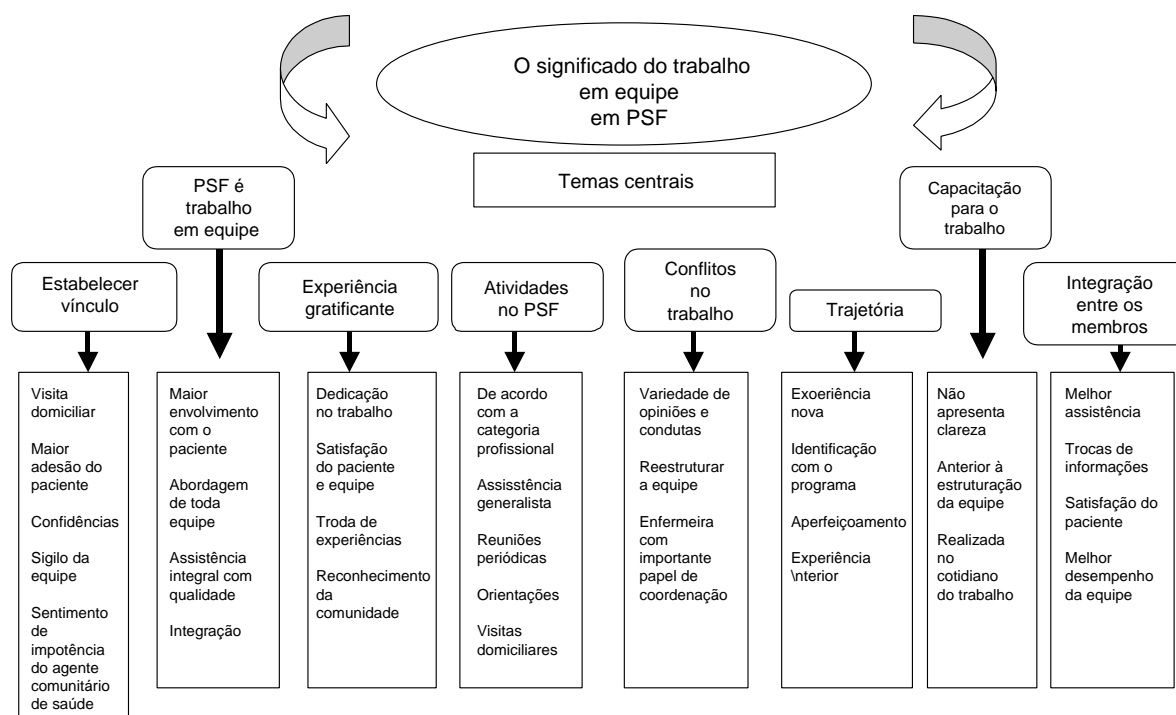 O significado do trabalho
em equipe
em PSF
Temas centrais
PSF é
trabalho
em equipe
Capacitação
para o
trabalho
Estabelecer
vínculo
Experiência
gratificante
Atividades
no PSF
Conflitos
no
trabalho
Trajetória
Integração
entre os
membros
Visita
domiciliar
Maior
adesão do
paciente
Confidências
Sigilo da
equipe
Sentimento
de
impotência
do agente
comunitário
de saúde
Maior
envolvimento
com o
paciente
Abordagem
de toda
equipe
Assistência
integral com
qualidade
Integração
Dedicação
no trabalho
Satisfação
do paciente
e equipe
Troda de
experiências
Reconhecimento
da
comunidade
De acordo
com a
categoria
profissional
Assisstência
generalista
Reuniões
periódicas
Orientações
Visitas
domiciliares
Variedade de
opiniões e
condutas
Reestruturar
a equipe
Enfermeira
com
importante
papel de
coordenação
Exoeriência
nova
Identificação
com o
programa
Aperfeiçoamento
Experiência
\nterior
Não
apresenta
clareza
Anterior à
estruturação
da equipe
Realizada
no
cotidiano
do trabalho
Melhor
assistência
Trocas de
informações
Satisfação do
paciente
Melhor
desempenho
da equipe